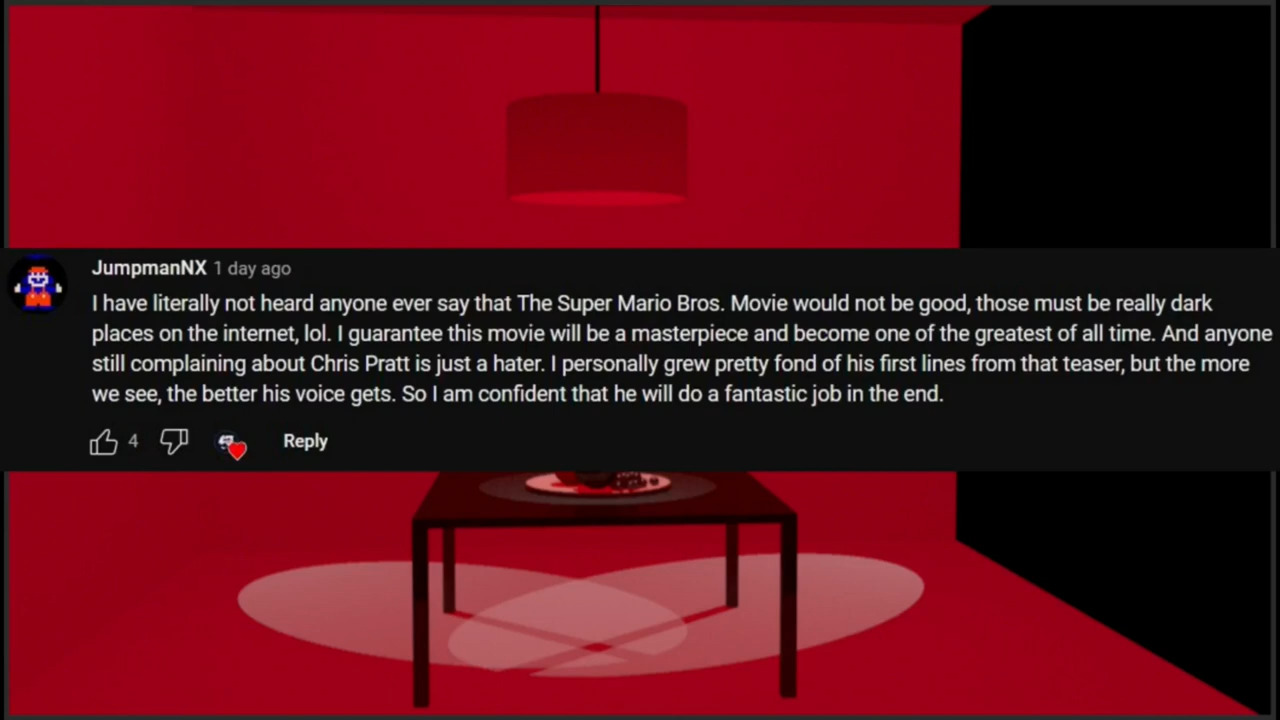 JumpmanNX 1 day ago
I have literally not heard anyone ever say that The Super Mario Bros. Movie would not be good, those must be really dark
places on the internet, lol. I guarantee this movie will be a masterpiece and become one of the greatest of all time. And anyone
still complaining about Chris Pratt is just a hater. I personally grew pretty fond of his first lines from that teaser, but the more
we see, the better his voice gets. So I am confident that he will do a fantastic job in the end.
4 Reply